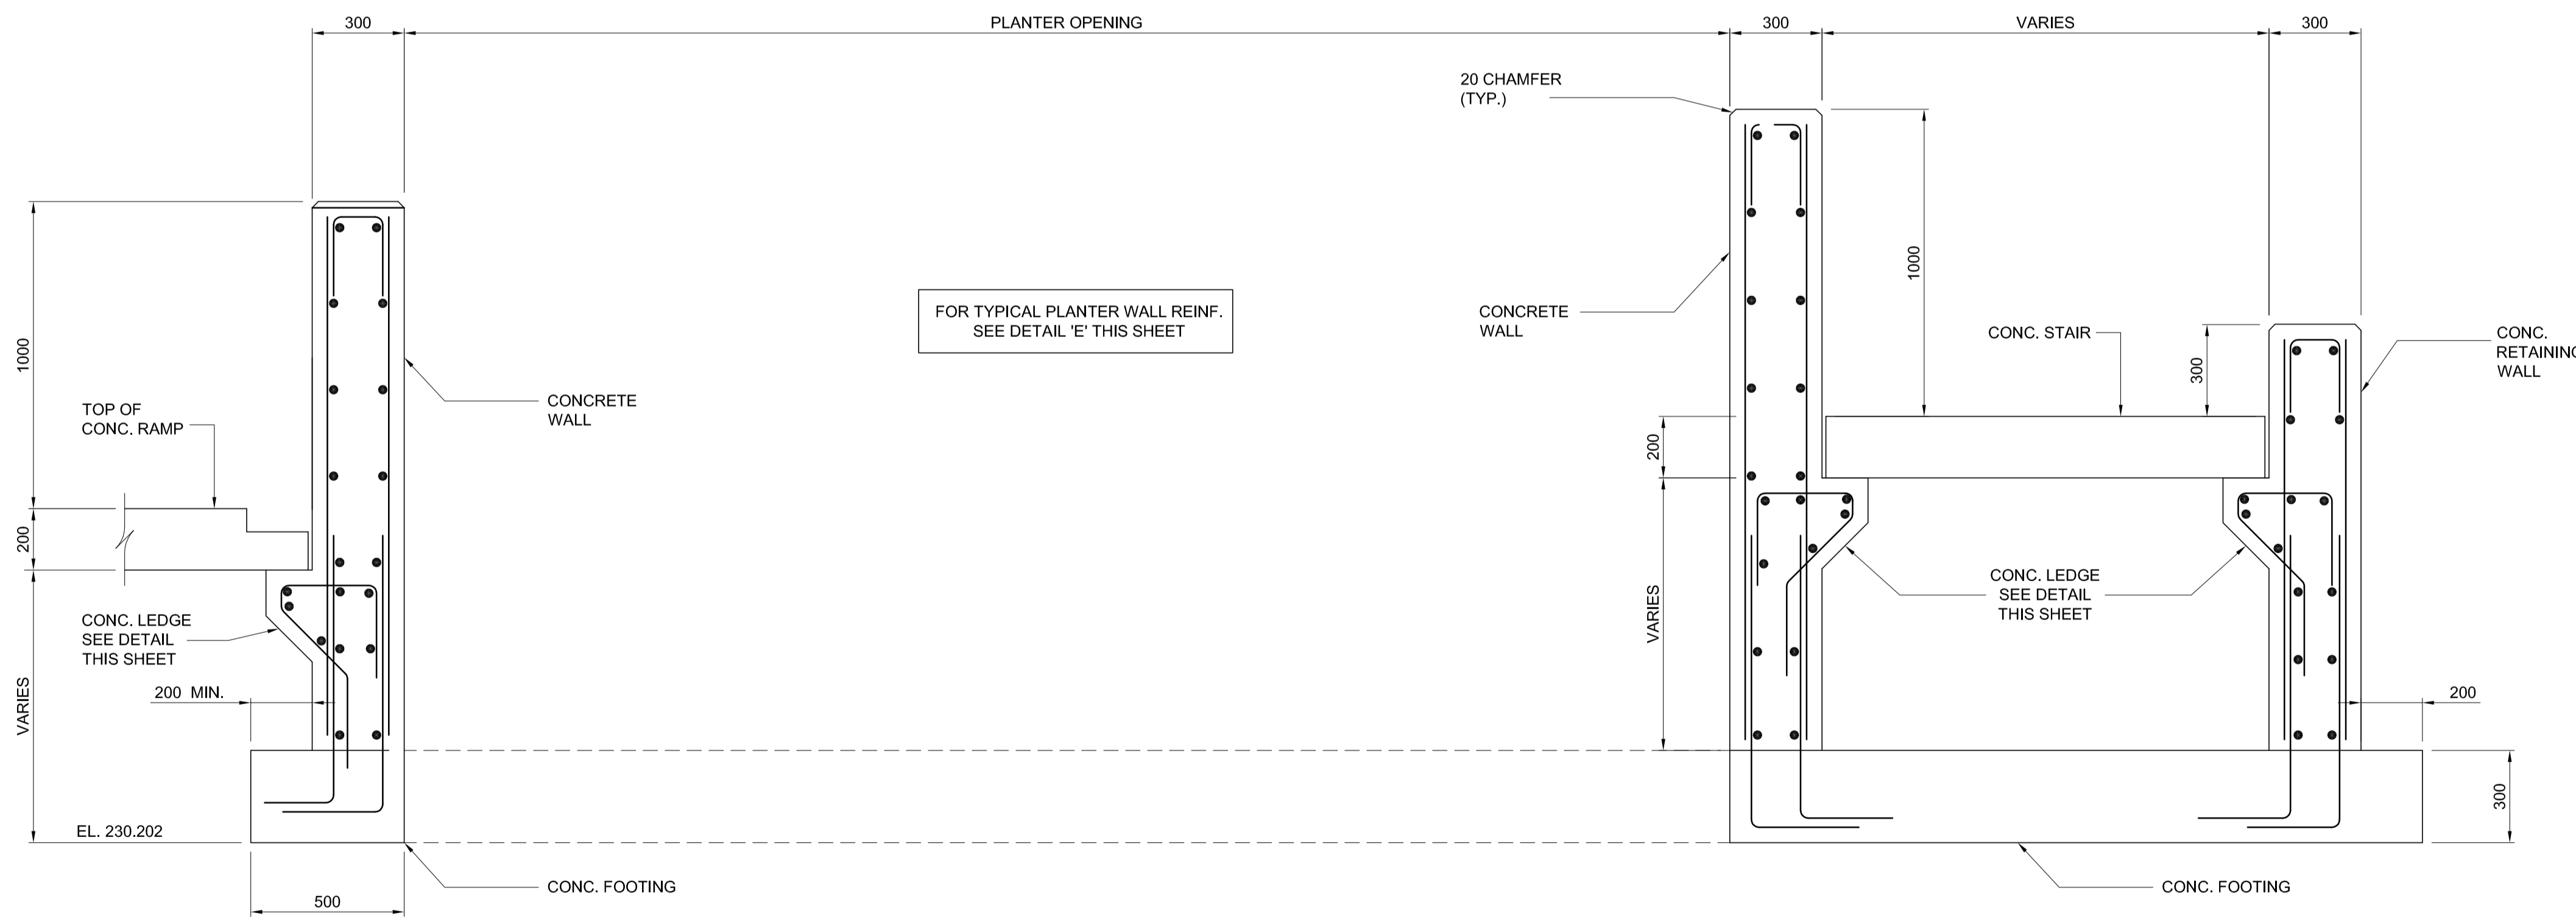 300
PLANTER OPENING
300
VARIES
300
20 CHAMFER
(TYP.)
1000
FOR TYPICAL PLANTER WALL REINF.
SEE DETAIL 'E' THIS SHEET
CONCRETE
WALL
1000
CONC. STAIR
300
CONC.
RETAINING
WALL
TOP OF
CONC. RAMP
CONCRETE
WALL
200
200
CONC. LEDGE
SEE DETAIL
THIS SHEET
VARIES
CONC. LEDGE
SEE DETAIL
THIS SHEET
VARIES
200 MIN.
200
EL. 230.202
300
CONC. FOOTING
CONC. FOOTING
500